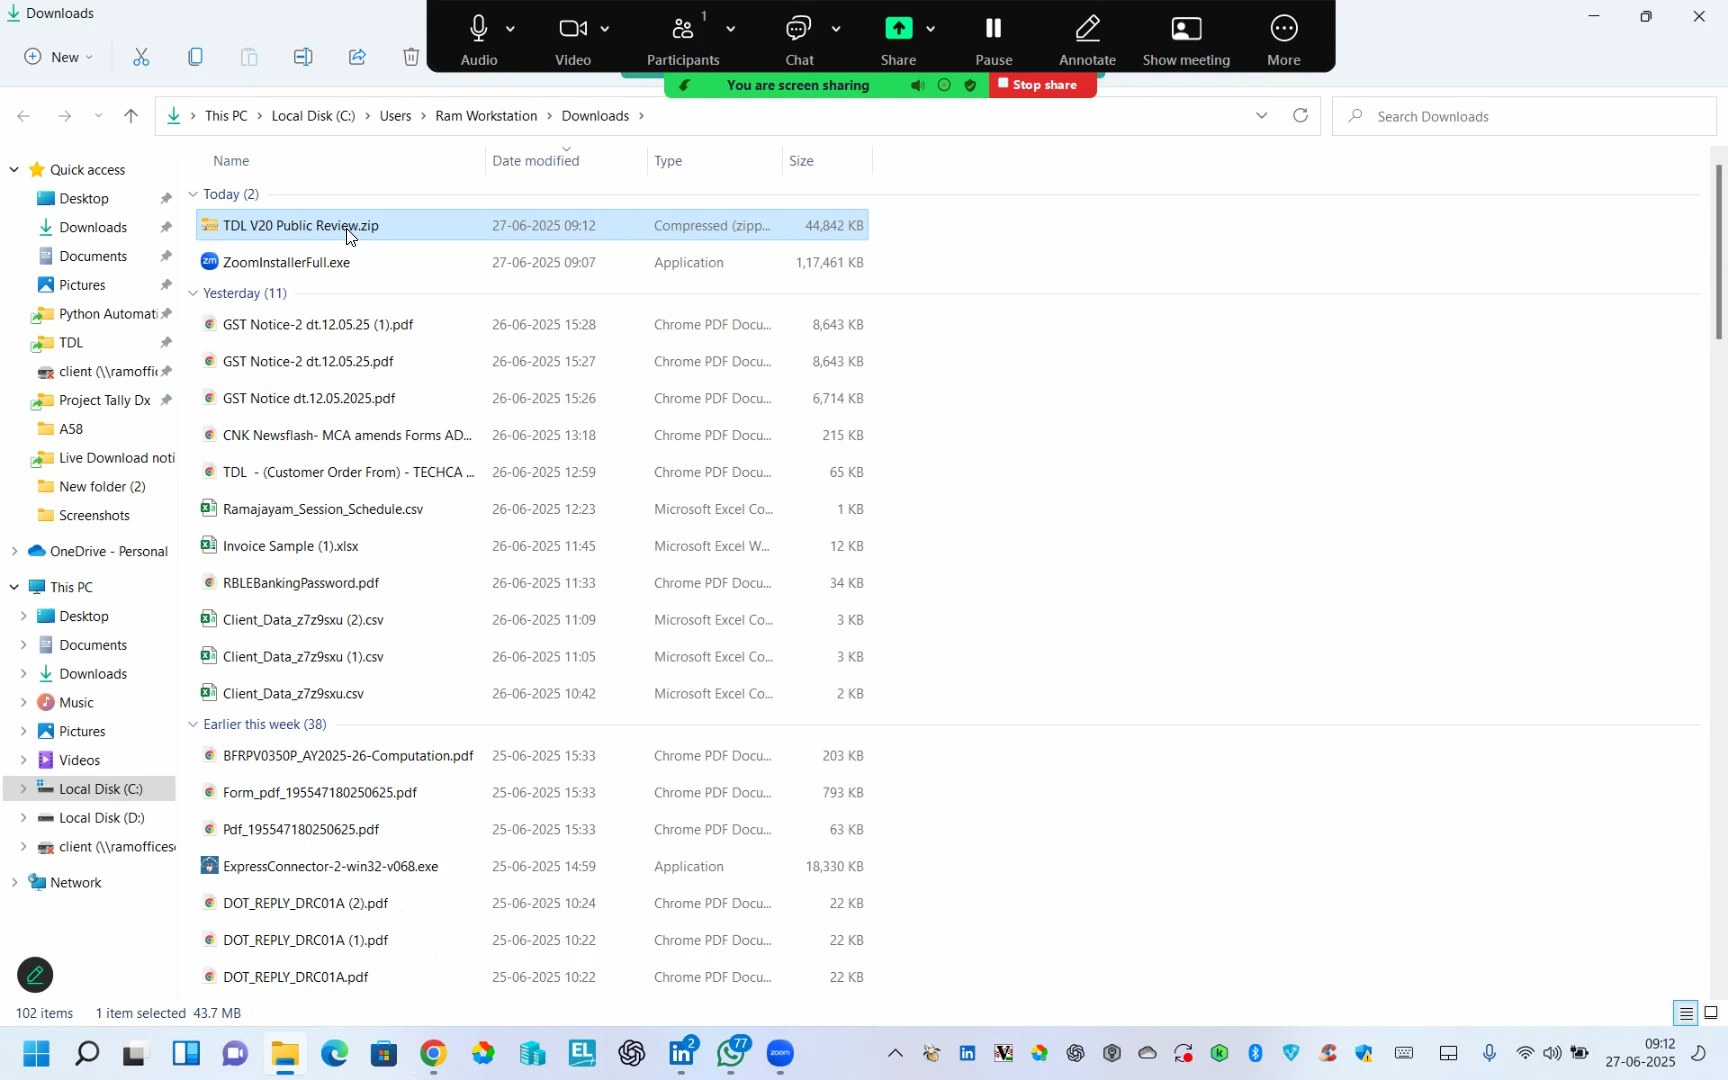 Downloads
Audio
Video
1
Participants
Chat
Share
Pause
Annotate
Show meeting
More
You are screen sharing
Stop share
New
This PC > Local Disk (C:) > Users > Ram Workstation > Downloads >
Search Downloads
Name Date modified Type Size
Quick access
Desktop
Downloads
Documents
Pictures
Python Automati
TDL
client (\\ramoffic
Project Tally Dx
A58
Live Download noti
New folder (2)
Screenshots
OneDrive - Personal
This PC
Desktop
Documents
Downloads
Music
Pictures
Videos
Local Disk (C:)
Local Disk (D:)
client (\\ramoffices
Network
Today (2)
TDL V20 Public Review.zip 27-06-2025 09:12 Compressed (zipp... 44,842 KB
zm ZoomInstallerFull.exe 27-06-2025 09:07 Application 1,17,461 KB
Yesterday (11)
GST Notice-2 dt.12.05.25 (1).pdf 26-06-2025 15:28 Chrome PDF Docu... 8,643 KB
GST Notice-2 dt.12.05.25.pdf 26-06-2025 15:27 Chrome PDF Docu... 8,643 KB
GST Notice dt.12.05.2025.pdf 26-06-2025 15:26 Chrome PDF Docu... 6,714 KB
CNK Newsflash- MCA amends Forms AD... 26-06-2025 13:18 Chrome PDF Docu... 215 KB
TDL - (Customer Order From) - TECHCA ... 26-06-2025 12:59 Chrome PDF Docu... 65 KB
Ramajayam_Session_Schedule.csv 26-06-2025 12:23 Microsoft Excel Co... 1 KB
Invoice Sample (1).xlsx 26-06-2025 11:45 Microsoft Excel W... 12 KB
RBLEBankingPassword.pdf 26-06-2025 11:33 Chrome PDF Docu... 34 KB
Client_Data_z7z9sxu (2).csv 26-06-2025 11:09 Microsoft Excel Co... 3 KB
Client_Data_z7z9sxu (1).csv 26-06-2025 11:05 Microsoft Excel Co... 3 KB
Client_Data_z7z9sxu.csv 26-06-2025 10:42 Microsoft Excel Co... 2 KB
Earlier this week (38)
BFRPV0350P_AY2025-26-Computation.pdf 25-06-2025 15:33 Chrome PDF Docu... 203 KB
Form_pdf_195547180250625.pdf 25-06-2025 15:33 Chrome PDF Docu... 793 KB
Pdf_195547180250625.pdf 25-06-2025 15:33 Chrome PDF Docu... 63 KB
ExpressConnector-2-win32-v068.exe 25-06-2025 14:59 Application 18,330 KB
DOT_REPLY_DRC01A (2).pdf 25-06-2025 10:24 Chrome PDF Docu... 22 KB
DOT_REPLY_DRC01A (1).pdf 25-06-2025 10:22 Chrome PDF Docu... 22 KB
DOT_REPLY_DRC01A.pdf 25-06-2025 10:22 Chrome PDF Docu... 22 KB
102 items 1 item selected 43.7 MB
EL
2
77
zoom
09:12
27-06-2025